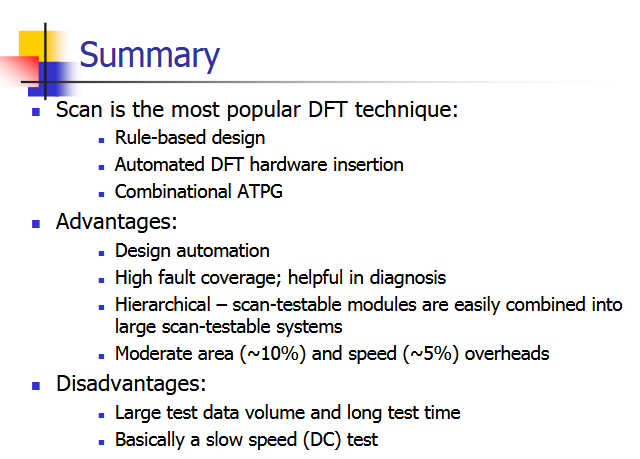 Summary
Scan is the most popular DFT technique:
Rule-based design
Automated DFT hardware insertion
Combinational ATPG
Advantages:
Design automation
High fault coverage; helpful in diagnosis
Hierarchical – scan-testable modules are easily combined into
large scan-testable systems
Moderate area (~10%) and speed (~5%) overheads
Disadvantages:
Large test data volume and long test time
Basically a slow speed (DC) test